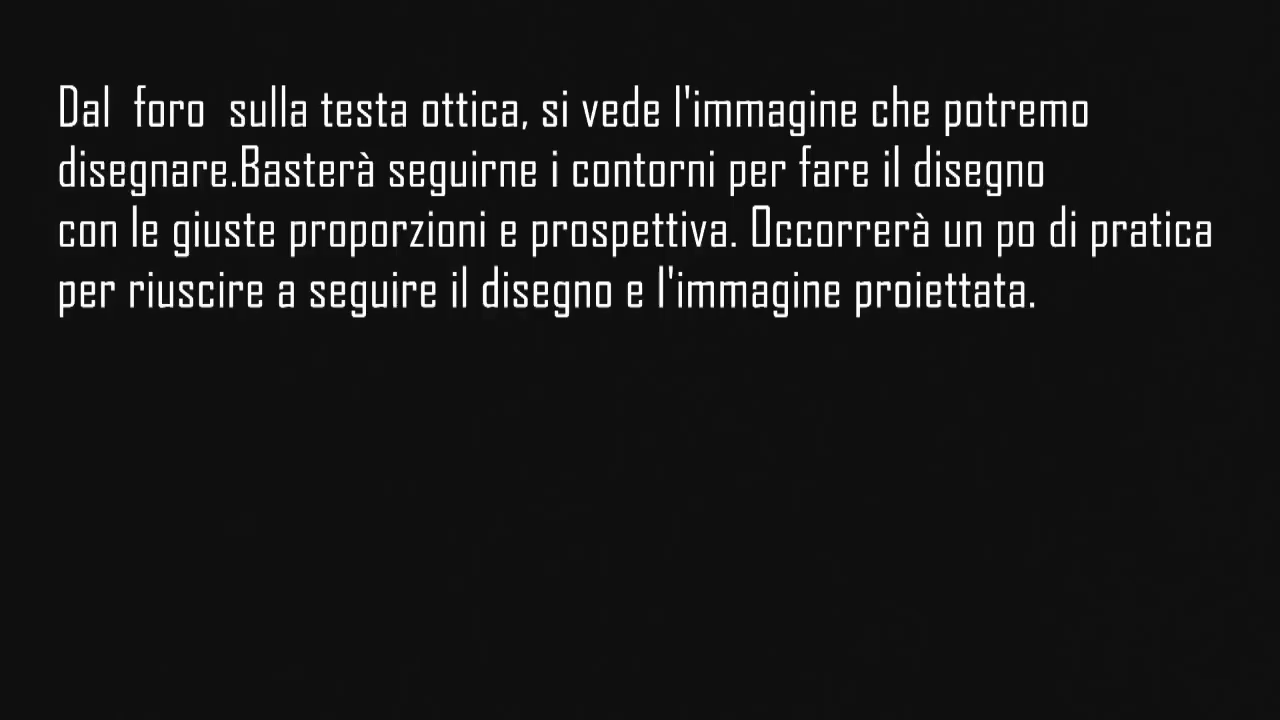 Dal  foro  sulla testa ottica, si vede l'immagine che potremo
disegnare.Basterà seguirne i contorni per fare il disegno
con le giuste proporzioni e prospettiva. Occorrerà un po di pratica
per riuscire a seguire il disegno e l'immagine proiettata.